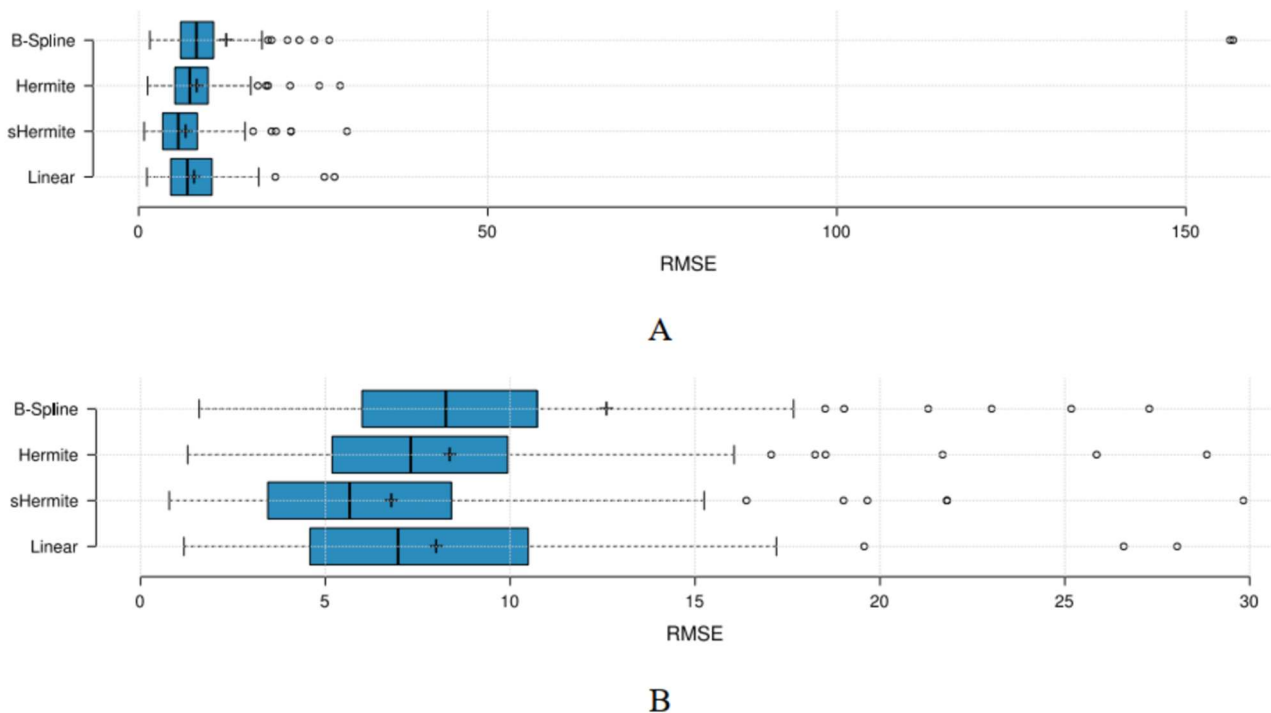 B-Spline
Hermite
sHermite
Linear
0 50 100 150
RMSE
A
B-Spline
Hermite
sHermite
Linear
0 5 10 15 20 25 30
RMSE
B